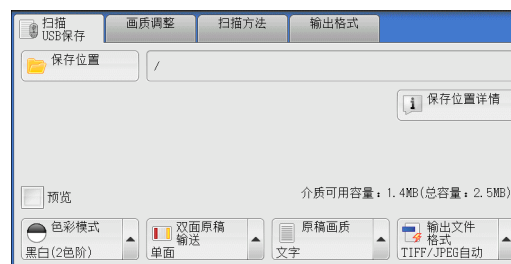 扫描
USB保存
画质调整
扫描方法
输出格式
保存位置
/
保存位置详情
预览
介质可用容量：1.4MB(总容量：2.5MB)
色彩模式
黑白(2色阶)
双面原稿
输送
单面
原稿画质
文字
输出文件
格式
TIFF/JPEG自动